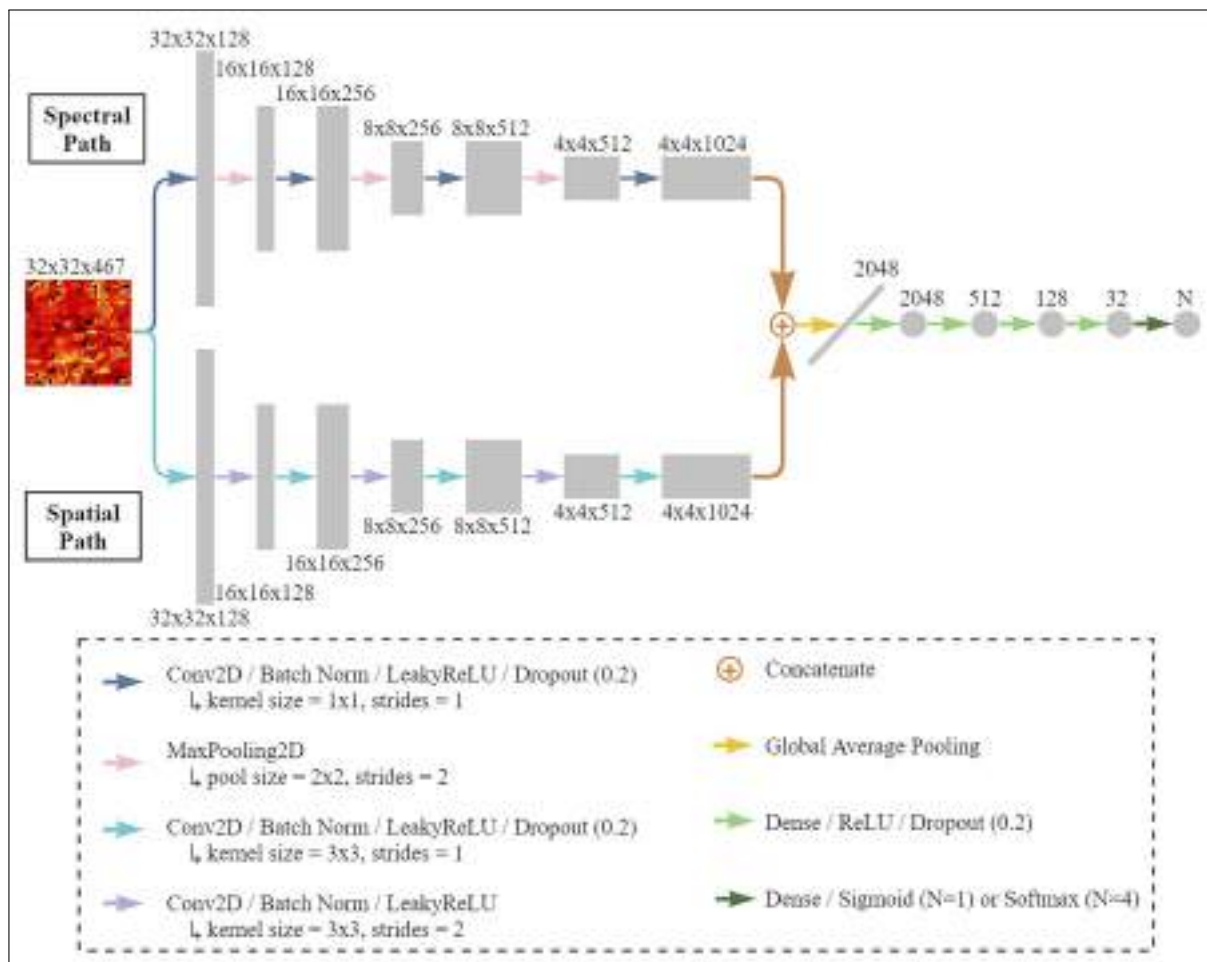 32x32x128
16x16x128
16x16x256
8x8x256
8x8x512
4x4x512
4x4x1024
Spectral
Path
32x32x467
2048
2048
512
128
32
N
Spatial
Path
8x8x256
8x8x512
4x4x512
4x4x1024
16x16x256
16x16x128
32x32x128
Conv2D / Batch Norm / LeakyReLU / Dropout (0.2)
↳ kernel size = 1x1, strides = 1
MaxPooling2D
↳ pool size = 2x2, strides = 2
Conv2D / Batch Norm / LeakyReLU / Dropout (0.2)
↳ kernel size = 3x3, strides = 1
Conv2D / Batch Norm / LeakyReLU
↳ kernel size = 3x3, strides = 2
Concatenate
Global Average Pooling
Dense / ReLU / Dropout (0.2)
Dense / Sigmoid (N=1) or Softmax (N=4)